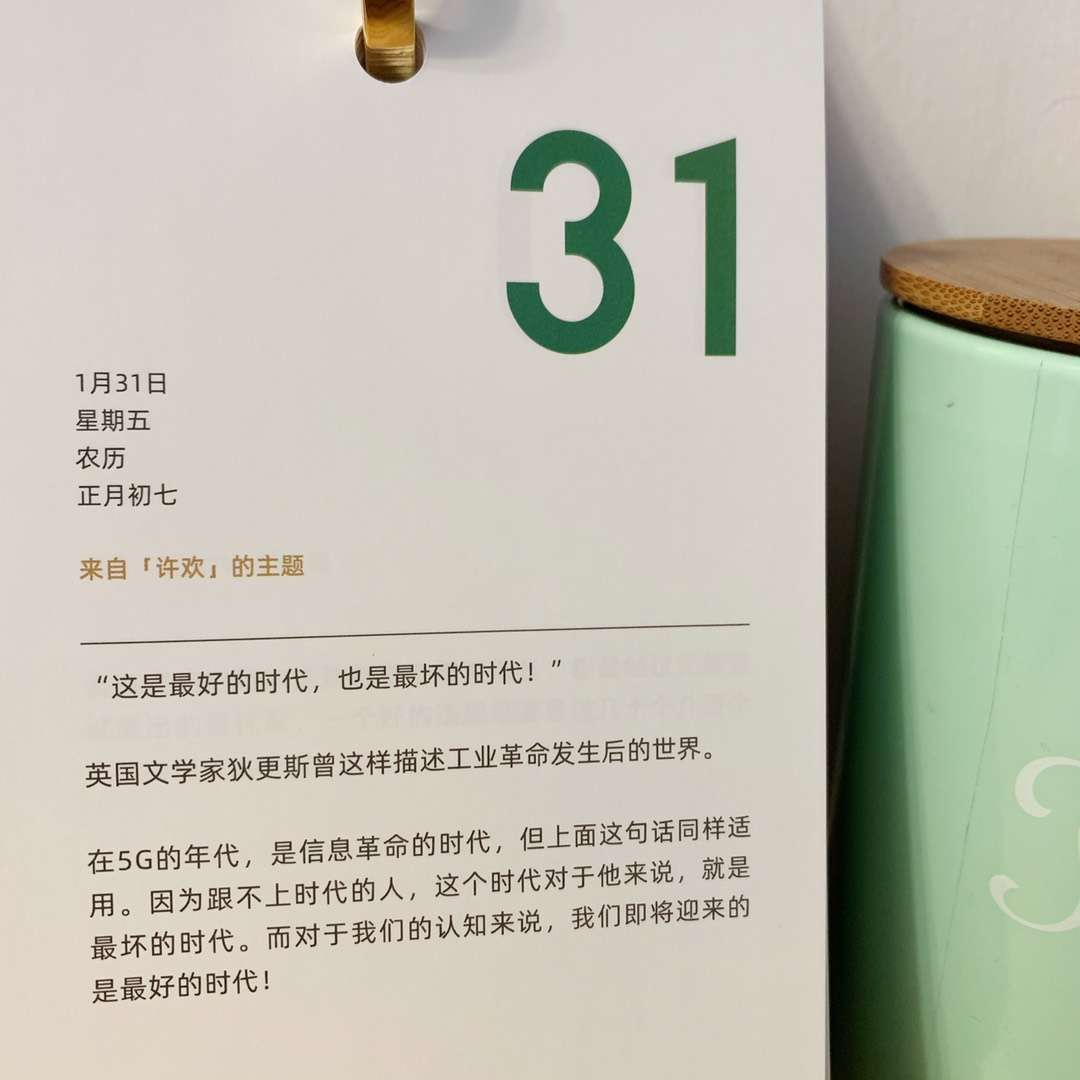 31
1月31日
星期五
农历
正月初七
来自「许欢」的主题
“这是最好的时代，也是最坏的时代！”
英国文学家狄更斯曾这样描述工业革命发生后的世界。
在5G的年代，是信息革命的时代，但上面这句话同样适
用。因为跟不上时代的人，这个时代对于他来说，就是
最坏的时代。而对于我们的认知来说，我们即将迎来的
是最好的时代！